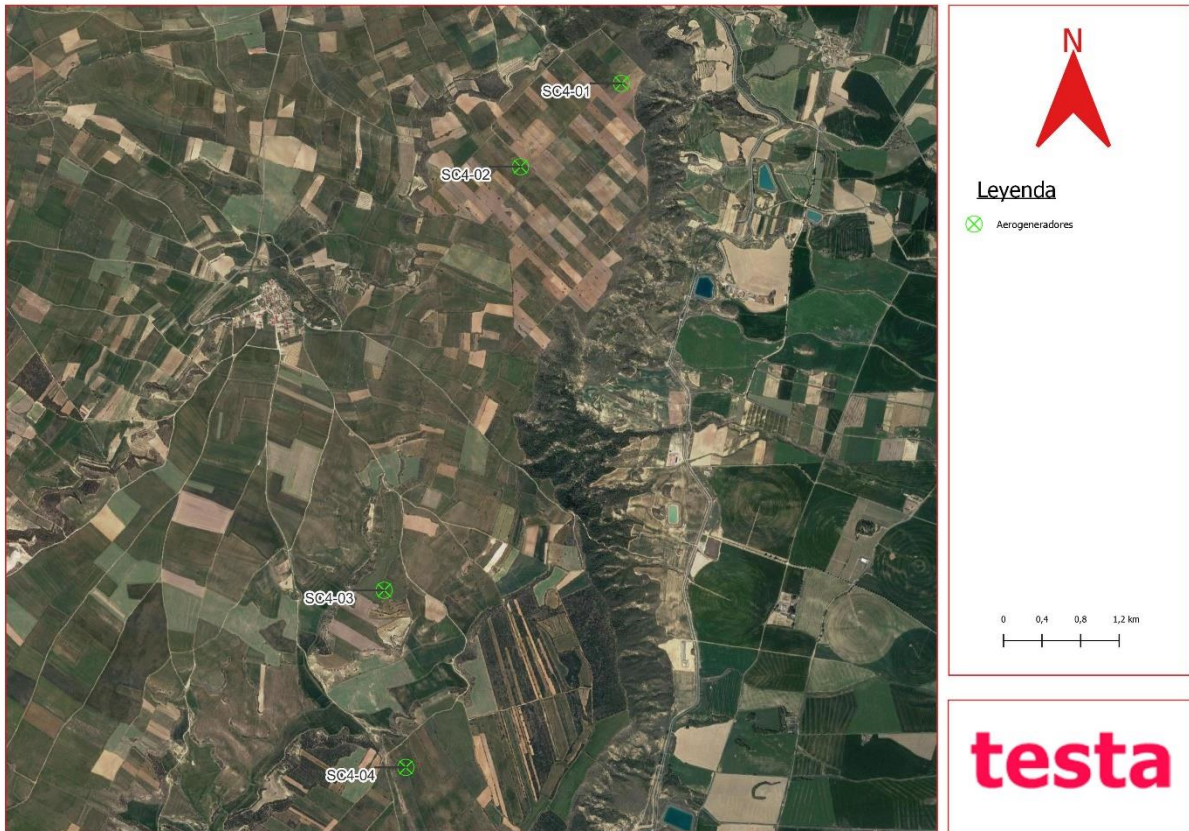 SC4-01
SC4-02
SC4-03
SC4-04
N
Leyenda
Aerogeneradores
0 0,4 0,8 1,2 km
testa